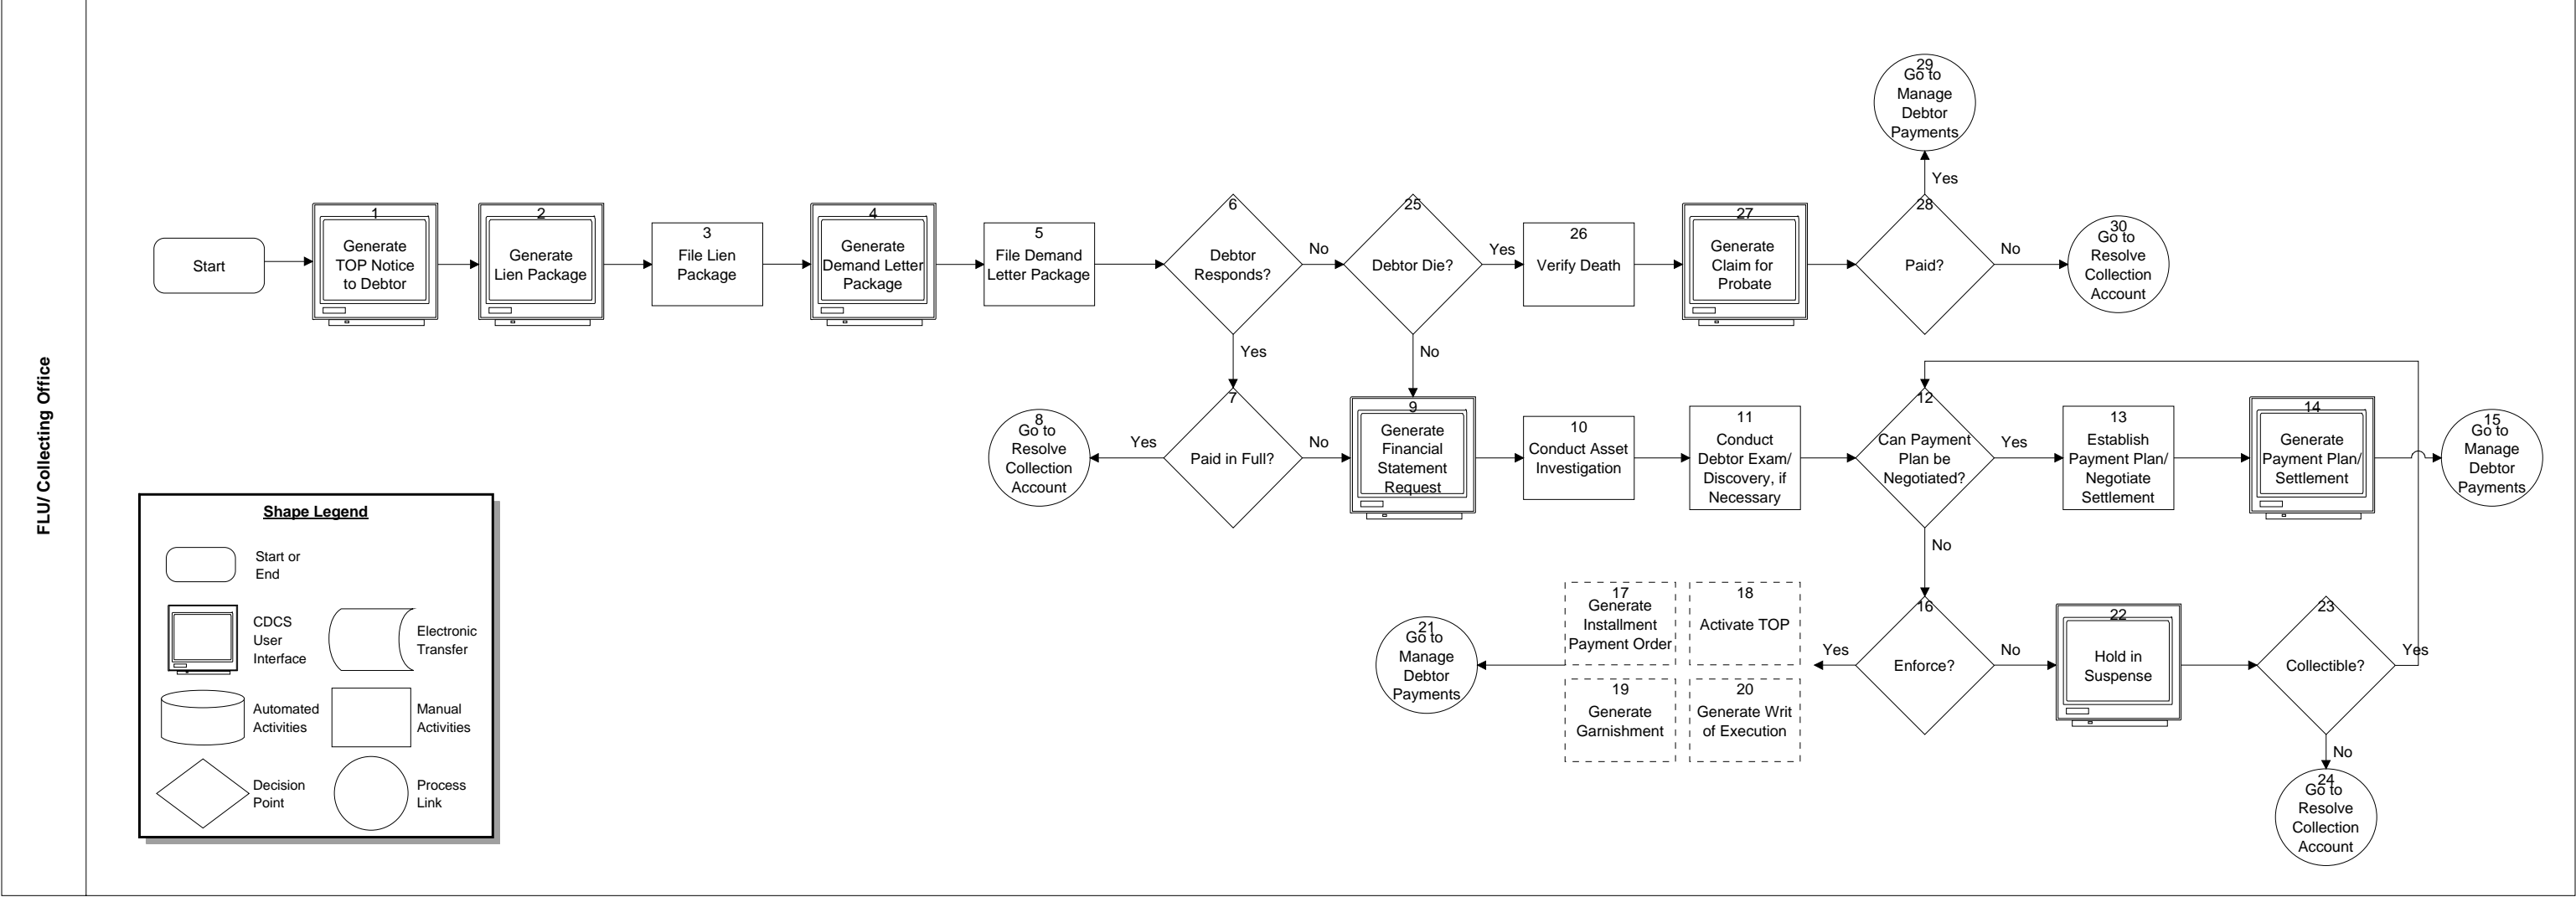 FLU/ Collecting Office
Start
1
Generate
TOP Notice
to Debtor
2
Generate
Lien Package
3
File Lien
Package
4
Generate
Demand Letter
Package
5
File Demand
Letter Package
6
Debtor
Responds?
No
Yes
25
Debtor Die?
Yes
No
26
Verify Death
27
Generate
Claim for
Probate
28
Paid?
Yes
No
29
Go to
Manage
Debtor
Payments
30
Go to
Resolve
Collection
Account
7
Paid in Full?
Yes
No
8
Go to
Resolve
Collection
Account
9
Generate
Financial
Statement
Request
10
Conduct Asset
Investigation
11
Conduct
Debtor Exam/
Discovery, if
Necessary
12
Can Payment
Plan be
Negotiated?
Yes
No
13
Establish
Payment Plan/
Negotiate
Settlement
14
Generate
Payment Plan/
Settlement
15
Go to
Manage
Debtor
Payments
16
Enforce?
Yes
No
17
Generate
Installment
Payment Order
18
Activate TOP
19
Generate
Garnishment
20
Generate Writ
of Execution
21
Go to
Manage
Debtor
Payments
22
Hold in
Suspense
23
Collectible?
Yes
No
24
Go to
Resolve
Collection
Account
Shape Legend
Start or
End
CDCS
User
Interface
Electronic
Transfer
Automated
Activities
Manual
Activities
Decision
Point
Process
Link